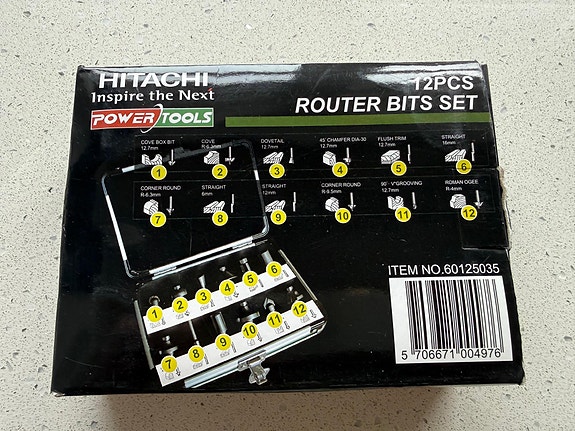 HITACHI
Inspire the Next
POWER TOOLS
12PCS
ROUTER BITS SET
COVE BOX BIT
12.7mm
1
COVE
R-6.3mm
2
DOVETAIL
12.7mm
3
45° CHAMFER DIA-30
12.7mm
4
FLUSH TRIM
12.7mm
5
STRAIGHT
16mm
6
CORNER ROUND
R-6.3mm
7
STRAIGHT
6mm
8
STRAIGHT
12mm
9
CORNER ROUND
R-9.5mm
10
90° "V"GROOVING
12.7mm
11
ROMAN OGEE
R-4mm
12
1 2 3 4 5 6
7 8 9 10 11 12
ITEM NO.60125035
5 706671 004976